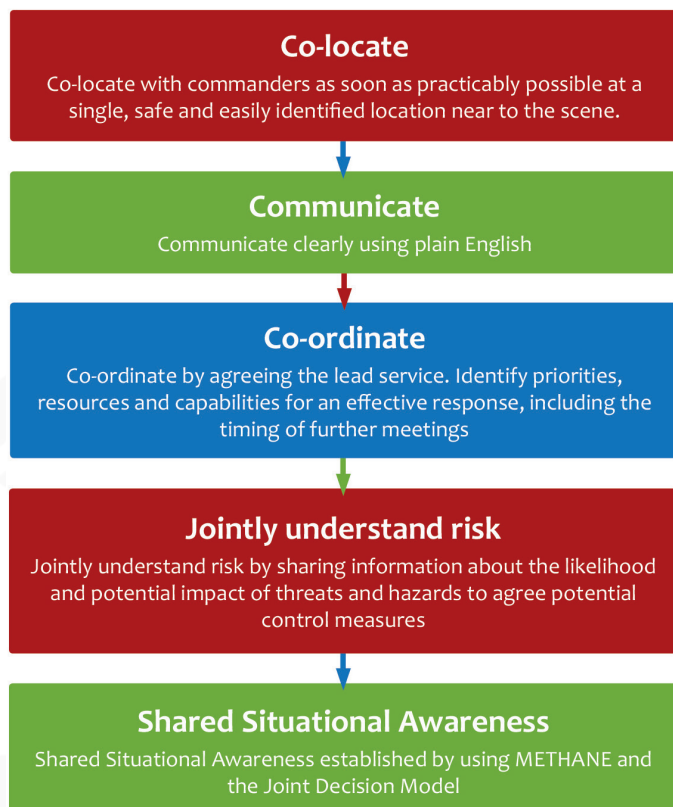 Co-locate
Co-locate with commanders as soon as practicably possible at a
single, safe and easily identified location near to the scene.
Communicate
Communicate clearly using plain English
Co-ordinate
Co-ordinate by agreeing the lead service. Identify priorities,
resources and capabilities for an effective response, including the
timing of further meetings
Jointly understand risk
Jointly understand risk by sharing information about the likelihood
and potential impact of threats and hazards to agree potential
control measures
Shared Situational Awareness
Shared Situational Awareness established by using METHANE and
the Joint Decision Model